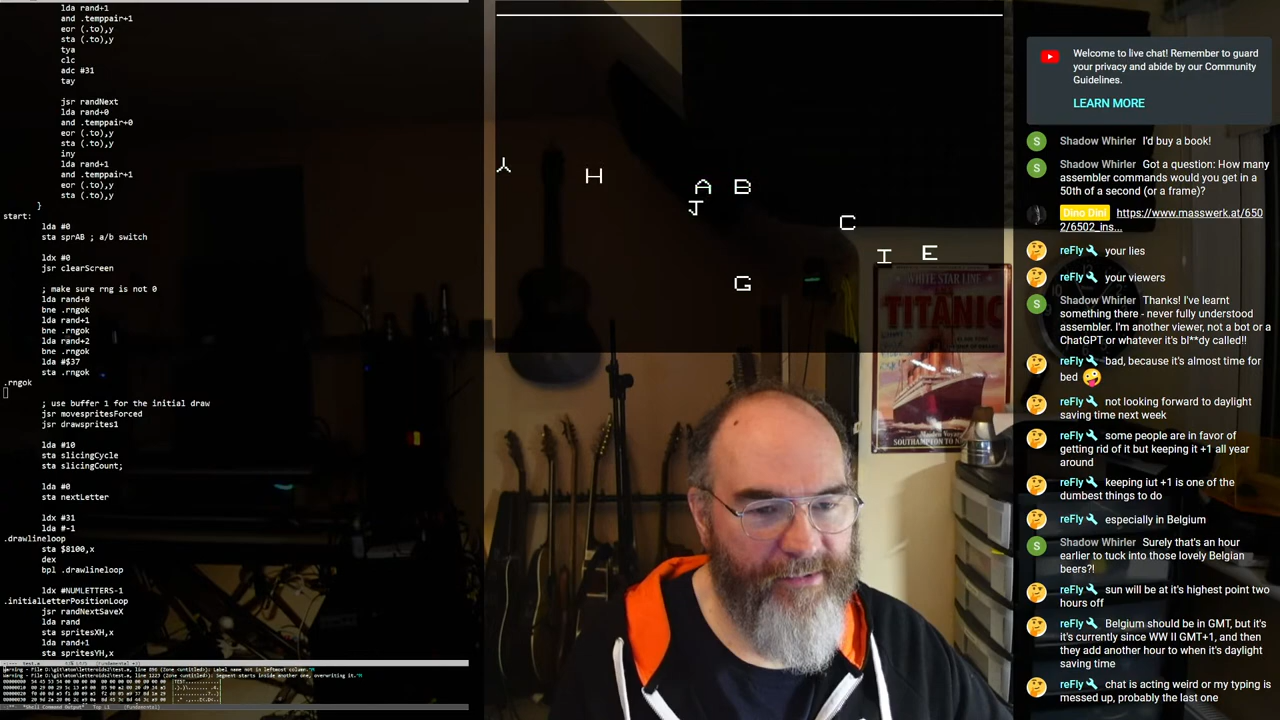 lda rand+1
and .temppair+1
eor (.to),y
sta (.to),y
tya
clc
adc #31
tay
jsr randNext
lda rand+0
and .temppair+0
eor (.to),y
sta (.to),y
iny
lda rand+1
and .temppair+1
eor (.to),y
sta (.to),y
}
start:
lda #0
sta sprAB ; a/b switch
ldx #0
jsr clearScreen
; make sure rng is not 0
lda rand+0
bne .rngok
lda rand+1
bne .rngok
lda rand+2
bne .rngok
lda #$37
sta .rngok
.rngok
; use buffer 1 for the initial draw
jsr movespritesForced
jsr drawsprites1
lda #10
sta slicingCycle
sta slicingCount;
lda #0
sta nextLetter
ldx #31
lda #-1
.drawlineloop
sta $8100,x
dex
bpl .drawlineloop
ldx #NUMLETTERS-1
.initialLetterPositionLoop
jsr randNextSaveX
lda rand
sta spritesXH,x
lda rand+1
sta spritesYH,x
H
A B
J
C
I E
G
WHITE STAR LINE
TITANIC
SOUTHAMPTON TO N
Welcome to live chat! Remember to guard
your privacy and abide by our Community
Guidelines.
LEARN MORE
Shadow Whirler I'd buy a book!
Shadow Whirler Got a question: How many
assembler commands would you get in a
50th of a second (or a frame)?
Dino Dini https://www.masswerk.at/650
2/6502_ins...
reFly your lies
reFly your viewers
Shadow Whirler Thanks! I've learnt
something there - never fully understood
assembler. I'm another viewer, not a bot or a
ChatGPT or whatever it's bl**dy called!!
reFly bad, because it's almost time for
bed
reFly not looking forward to daylight
saving time next week
reFly some people are in favor of
getting rid of it but keeping it +1 all year
around
reFly keeping iut +1 is one of the
dumbest things to do
reFly especially in Belgium
Shadow Whirler Surely that's an hour
earlier to tuck into those lovely Belgian
beers?!
reFly sun will be at it's highest point two
hours off
reFly Belgium should be in GMT, but it's
it's currently since WW II GMT+1, and then
they add another hour to when it's daylight
saving time
reFly chat is acting weird or my typing is
messed up, probably the last one